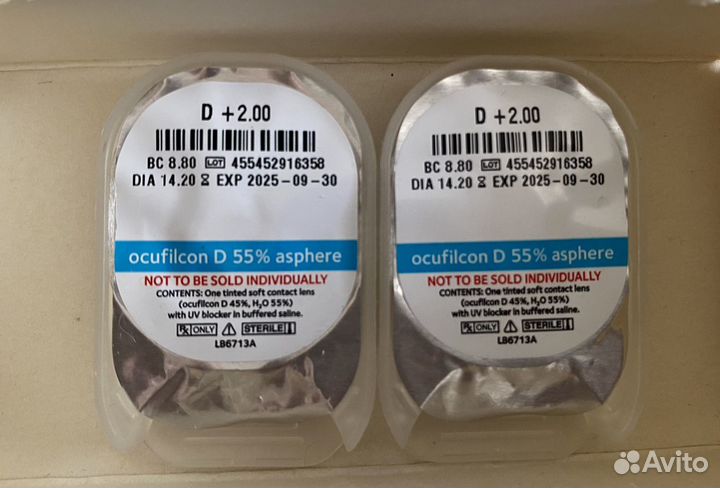 D +2.00
BC 8.80 LOT 455452916358
DIA 14.20 EXP 2025-09-30
ocufilcon D 55% asphere
NOT TO BE SOLD INDIVIDUALLY
CONTENTS: One tinted soft contact lens
(ocufilcon D 45%, H₂O 55%)
with UV blocker in buffered saline.
Rx ONLY STERILE
LB6713A
D +2.00
BC 8.80 LOT 455452916358
DIA 14.20 EXP 2025-09-30
ocufilcon D 55% asphere
NOT TO BE SOLD INDIVIDUALLY
CONTENTS: One tinted soft contact lens
(ocufilcon D 45%, H₂O 55%)
with UV blocker in buffered saline.
Rx ONLY STERILE
LB6713A
Avito